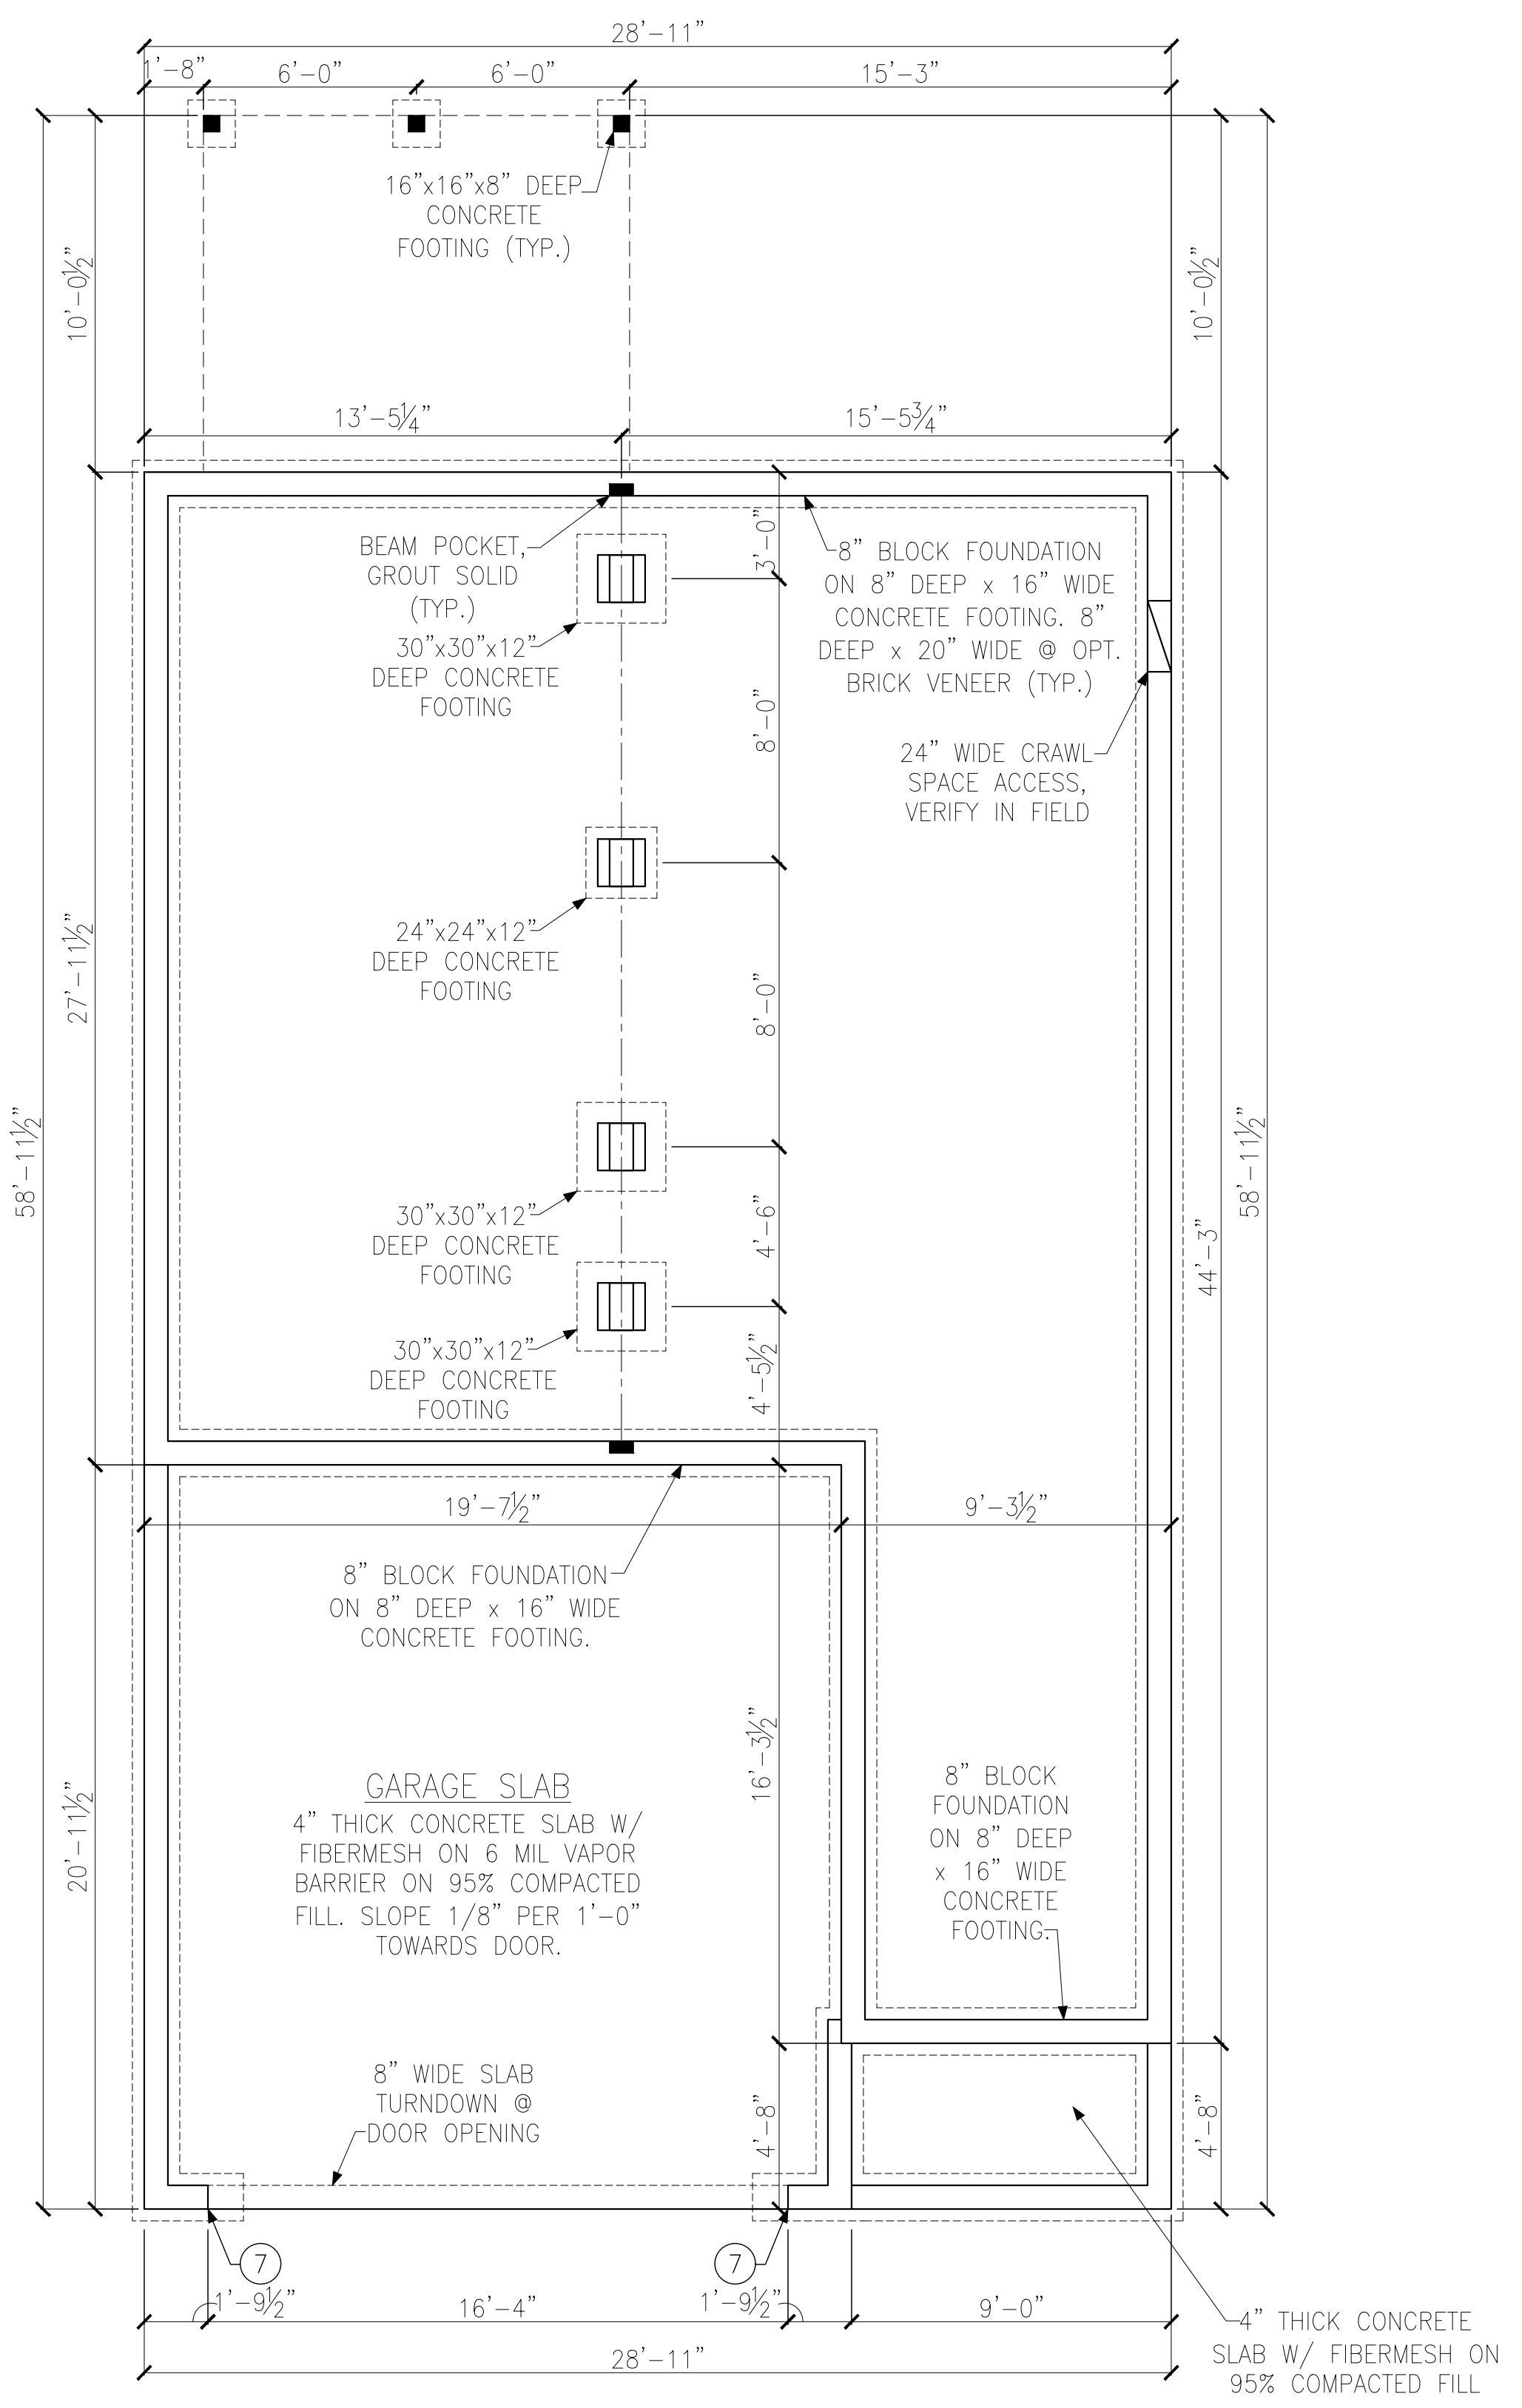 28'-11"
1'-8"
6'-0"
6'-0"
15'-3"
16"x16"x8" DEEP
CONCRETE
FOOTING (TYP.)
10'-0½"
10'-0½"
13'-5¼"
15'-5¾"
BEAM POCKET,
GROUT SOLID
(TYP.)
30"x30"x12"
DEEP CONCRETE
FOOTING
3'-0"
8" BLOCK FOUNDATION
ON 8" DEEP x 16" WIDE
CONCRETE FOOTING. 8"
DEEP x 20" WIDE @ OPT.
BRICK VENEER (TYP.)
8'-0"
24" WIDE CRAWL
SPACE ACCESS,
VERIFY IN FIELD
24"x24"x12"
DEEP CONCRETE
FOOTING
27'-11½"
8'-0"
58'-11½"
58'-11½"
30"x30"x12"
DEEP CONCRETE
FOOTING
4'-6"
44'-3"
30"x30"x12"
DEEP CONCRETE
FOOTING
4'-5½"
19'-7½"
9'-3½"
8" BLOCK FOUNDATION
ON 8" DEEP x 16" WIDE
CONCRETE FOOTING.
16'-3½"
GARAGE SLAB
4" THICK CONCRETE SLAB W/
FIBERMESH ON 6 MIL VAPOR
BARRIER ON 95% COMPACTED
FILL. SLOPE 1/8" PER 1'-0"
TOWARDS DOOR.
20'-11½"
8" BLOCK
FOUNDATION
ON 8" DEEP
x 16" WIDE
CONCRETE
FOOTING.
8" WIDE SLAB
TURNDOWN @
DOOR OPENING
4'-8"
4'-8"
7
7
1'-9½"
16'-4"
1'-9½"
9'-0"
28'-11"
4" THICK CONCRETE
SLAB W/ FIBERMESH ON
95% COMPACTED FILL